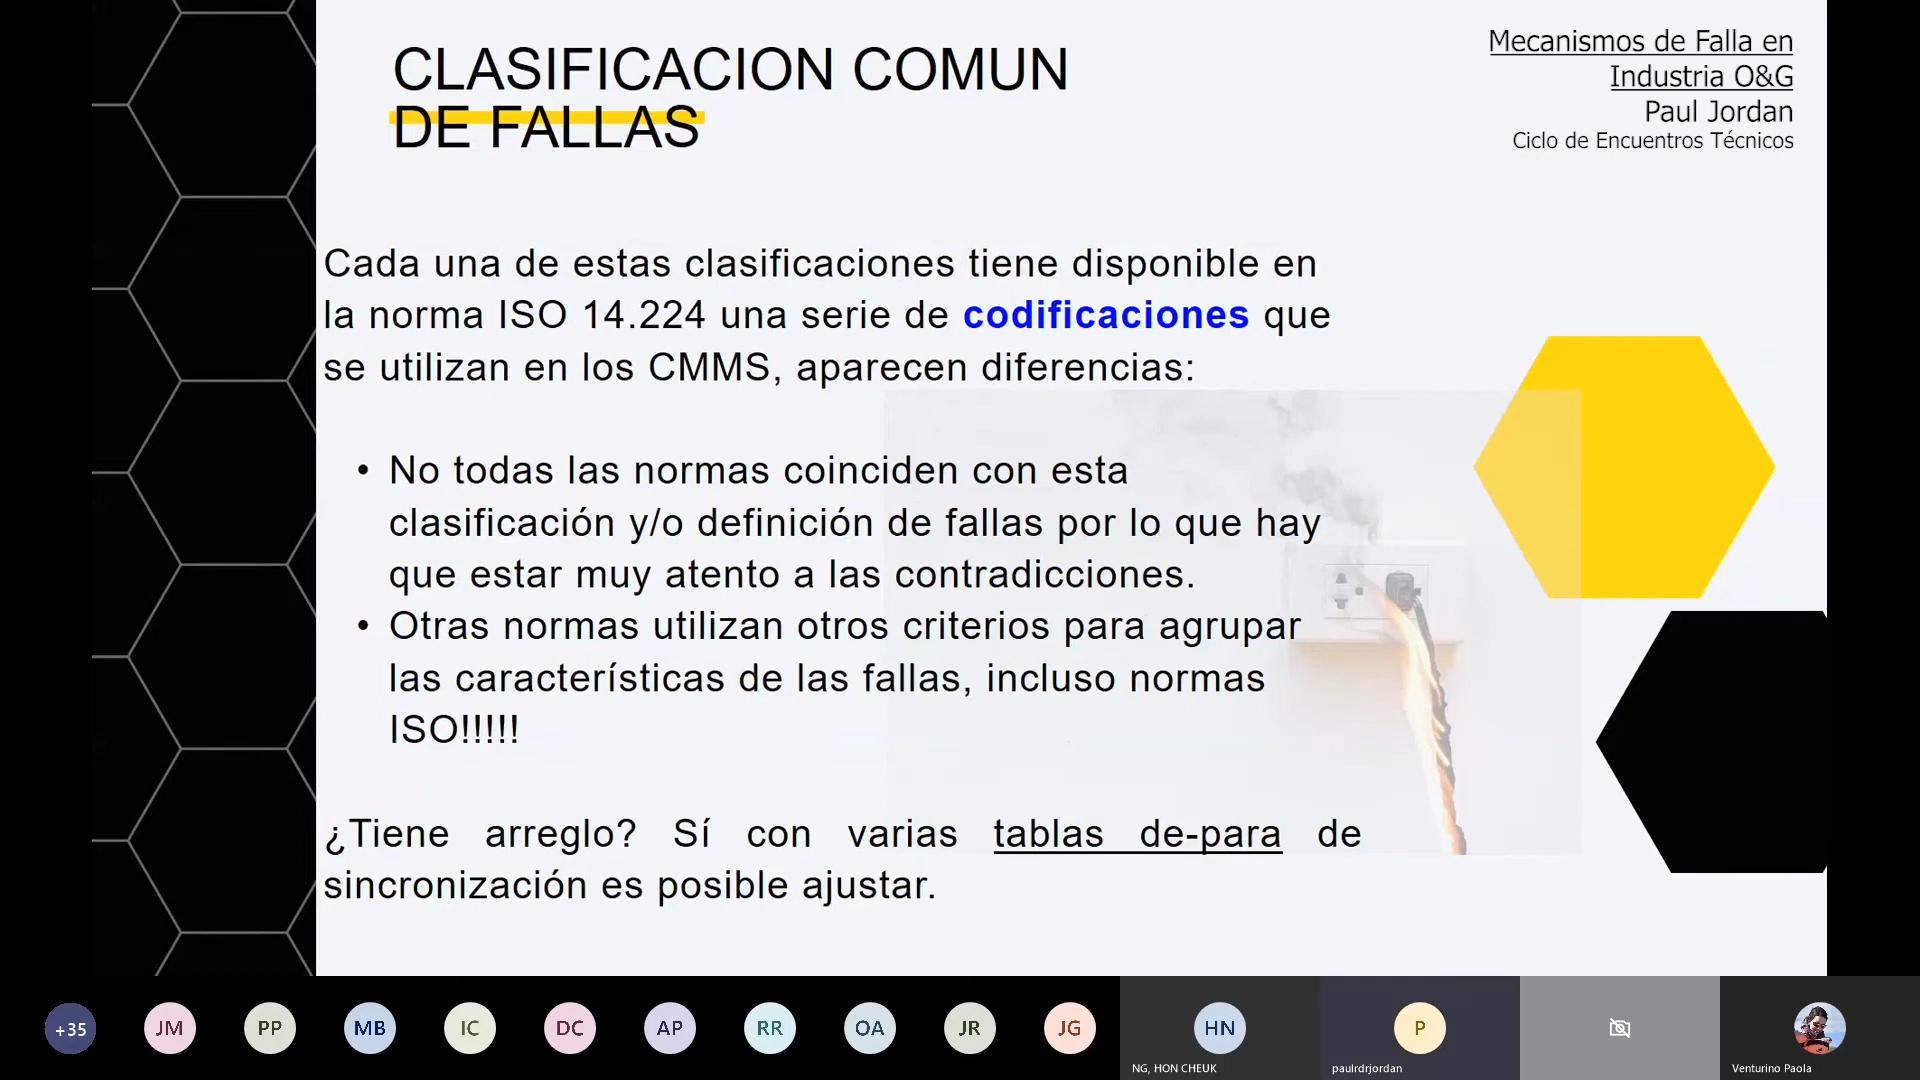 CLASIFICACION COMUN
DE FALLAS
Mecanismos de Falla en
Industria O&G
Paul Jordan
Ciclo de Encuentros Técnicos
Cada una de estas clasificaciones tiene disponible en
la norma ISO 14.224 una serie de codificaciones que
se utilizan en los CMMS, aparecen diferencias:
• No todas las normas coinciden con esta
clasificación y/o definición de fallas por lo que hay
que estar muy atento a las contradicciones.
• Otras normas utilizan otros criterios para agrupar
las características de las fallas, incluso normas
ISO!!!!!
¿Tiene arreglo? Sí con varias tablas de-para de
sincronización es posible ajustar.
+35
JM
PP
MB
IC
DC
AP
RR
OA
JR
JG
HN
P
NG, HON CHEUK
paulrdrjordan
Venturino Paola